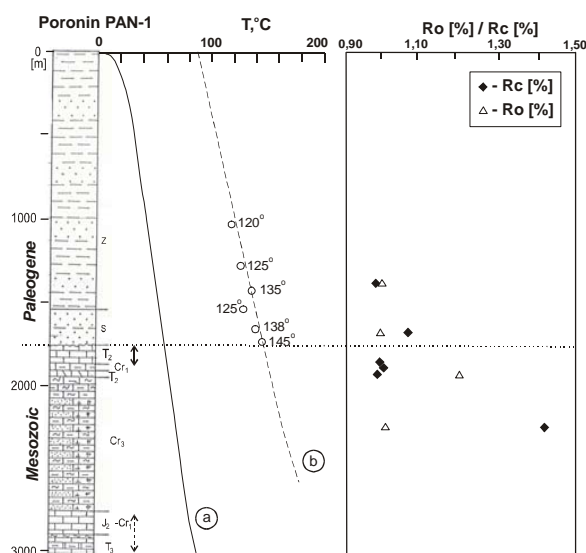 Poronin PAN-1
T,°C
Ro [%] / Rc [%]
0
[m]
0
100
200
0,90
1,10
1,30
1,50
◆ - Rc [%]
△ - Ro [%]
1000
2000
3000
Paleogene
Mesozoic
Z
S
T2
Cr1
T2
Cr3
J2 -Cr1
T3
120°
125°
135°
125°
138°
145°
a
b